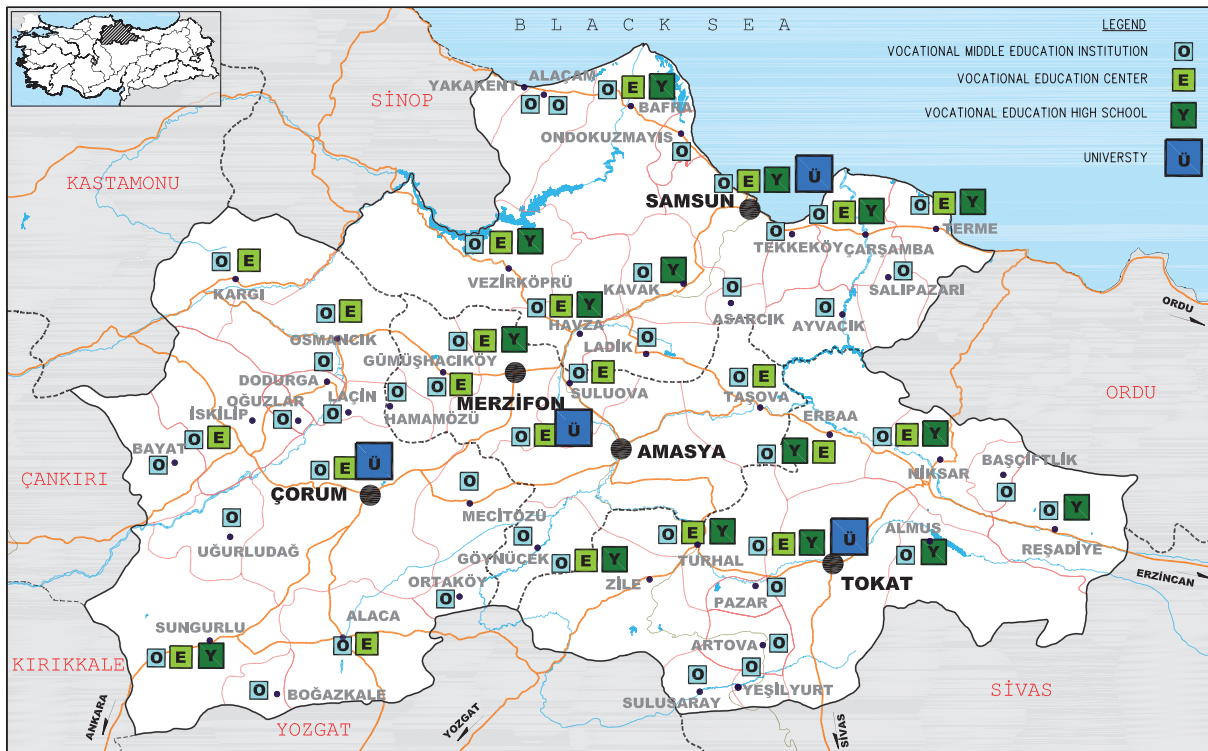 B L A C K S E A
LEGEND
VOCATIONAL MIDDLE EDUCATION INSTITUTION O
VOCATIONAL EDUCATION CENTER E
VOCATIONAL EDUCATION HIGH SCHOOL Y
UNIVERSTY Ü
SİNOP
YAKAKENT
ALAÇAM
O O
O E Y
BAFRA
ONDOKUZMAYIS
O
KASTAMONU
O E Y Ü
SAMSUN
O
TEKKEKÖY
O E Y
ÇARŞAMBA
O E Y
TERME
O E
KARGI
O E Y
VEZİRKÖPRÜ
O Y
KAVAK
O
ASARCIK
O
SALIPAZARI
O
AYVACIK
ORDU
O E
OSMANCIK
O E Y
HAVZA
O
LADİK
O E Y
GÜMÜŞHACIKÖY
O E
MERZİFON
O E
SULUOVA
O E
TAŞOVA
ORDU
O
DODURGA
OĞUZLAR
O
LAÇİN
O
O
HAMAMÖZÜ
İSKİLİP
O E
BAYAT
O
ERBAA
O Y E
O E Y
NİKSAR
BAŞÇİFTLİK
O
O E Ü
AMASYA
ÇANKIRI
O E Ü
ÇORUM
O
MECİTÖZÜ
O
UĞURLUDAĞ
O
GÖYNÜCEK
O E Y
ZİLE
O E Y
TURHAL
O E Y Ü
TOKAT
ALMUS
O Y
O Y
REŞADİYE
ERZİNCAN
ORTAKÖY
O
PAZAR
O
SUNGURLU
O E Y
ALACA
O E
ARTOVA
O
O
YEŞİLYURT
O
SULUSARAY
KIRIKKALE
O
BOĞAZKALE
SİVAS
YOZGAT
ANKARA
YOZGAT
SİVAS